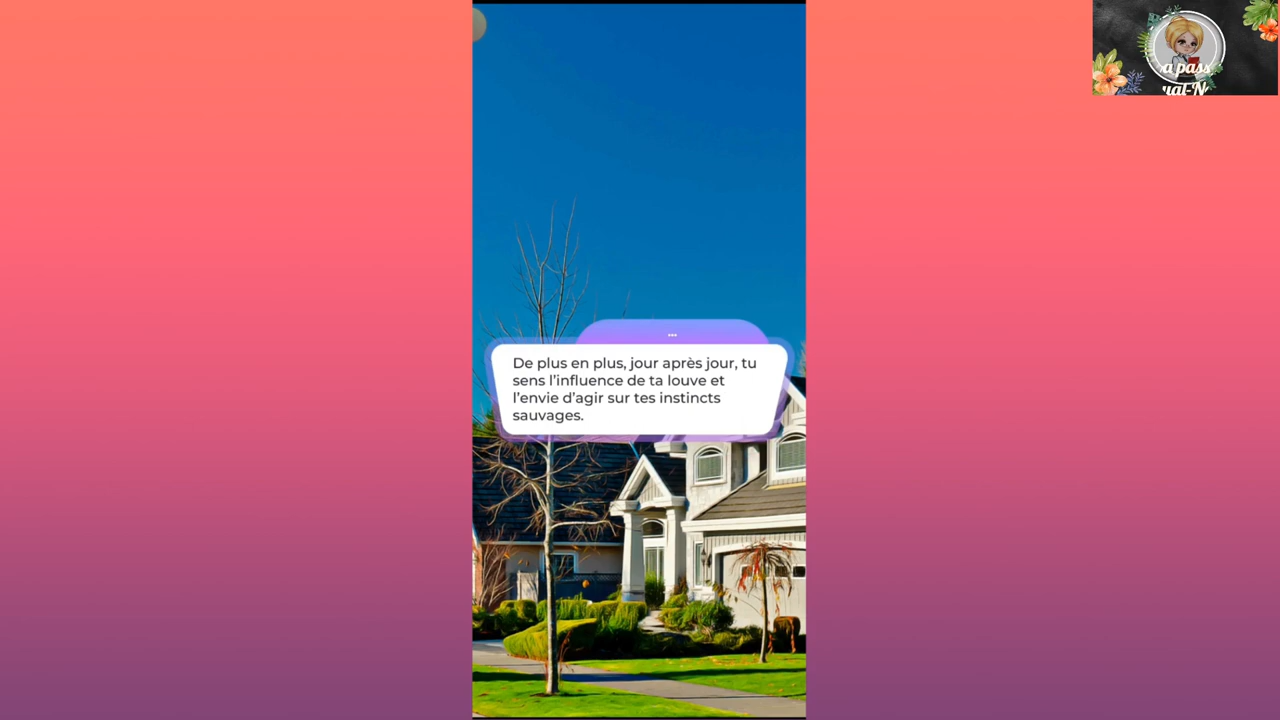 ...
De plus en plus, jour après jour, tu
sens l’influence de ta louve et
l’envie d’agir sur tes instincts
sauvages.
a pass